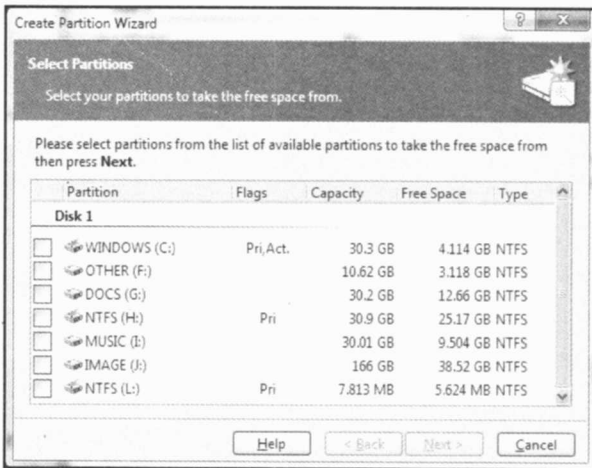 Create Partition Wizard
Select Partitions
Select your partitions to take the free space from.
Please select partitions from the list of available partitions to take the free space from
then press Next.
Partition Flags Capacity Free Space Type
Disk 1
WINDOWS (C:) Pri,Act. 30.3 GB 4.114 GB NTFS
OTHER (F:) 10.62 GB 3.118 GB NTFS
DOCS (G:) 30.2 GB 12.66 GB NTFS
NTFS (H:) Pri 30.9 GB 25.17 GB NTFS
MUSIC (I:) 30.01 GB 9.504 GB NTFS
IMAGE (J:) 166 GB 38.52 GB NTFS
NTFS (L:) Pri 7.813 MB 5.624 MB NTFS
Help < Back Next > Cancel